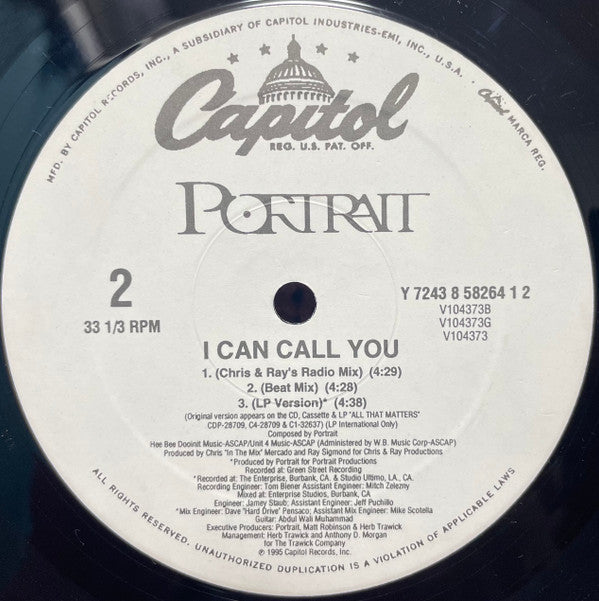 MFD. BY CAPITOL RECORDS, INC., A SUBSIDIARY OF CAPITOL INDUSTRIES-EMI, INC., U.S.A. • Capitol MARCA REG.
Capitol
REG. U.S. PAT. OFF.
PORTRAIT
2
33 1/3 RPM
Y 7243 8 58264 1 2
V104373B
V104373G
V104373
I CAN CALL YOU
1. (Chris & Ray's Radio Mix) (4:29)
2. (Beat Mix) (4:28)
3. (LP Version)* (4:38)
(Original version appears on the CD, Cassette & LP "ALL THAT MATTERS"
CDP-28709, C4-28709 & C1-32637) (LP International Only)
Composed by Portrait
Hee Bee Dooinit Music-ASCAP/Unit 4 Music-ASCAP (Administered by W.B. Music Corp-ASCAP)
Produced by Chris "In The Mix" Mercado and Ray Sigmond for Chris & Ray Productions
*Produced by Portrait for Portrait Productions
Recorded at: Green Street Recording
*Recorded at: The Enterprise, Burbank, CA. & Studio Ultimo, LA., CA.
Recording Engineer: Tom Biener Assistant Engineer: Mitch Zelezny
Mixed at: Enterprise Studios, Burbank, CA
Engineer: Jamey Staub; Assistant Engineer: Jeff Puchillo
*Mix Engineer: Dave "Hard Drive" Pensaco; Assistant Mix Engineer: Mike Scotella
Guitar: Abdul Wali Muhammad
Executive Producers: Portrait, Matt Robinson & Herb Trawick
Management: Herb Trawick and Anthony D. Morgan
for The Trawick Company
℗ 1995 Capitol Records, Inc.
ALL RIGHTS RESERVED. UNAUTHORIZED DUPLICATION IS A VIOLATION OF APPLICABLE LAWS